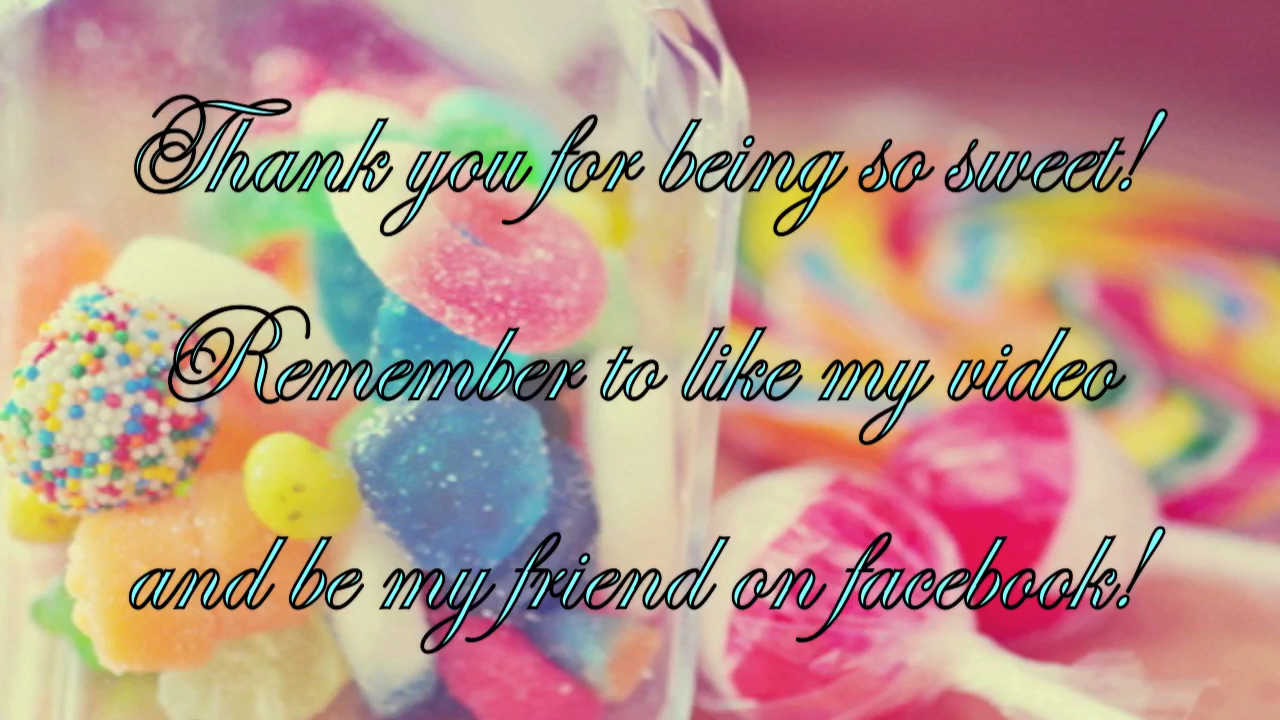 Thank you for being so sweet!
Remember to like my video
and be my friend on facebook!